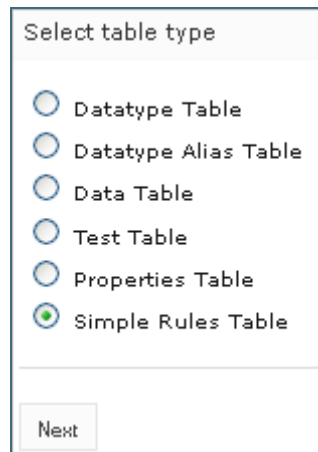 Select table type
Datatype Table
Datatype Alias Table
Data Table
Test Table
Properties Table
Simple Rules Table
Next